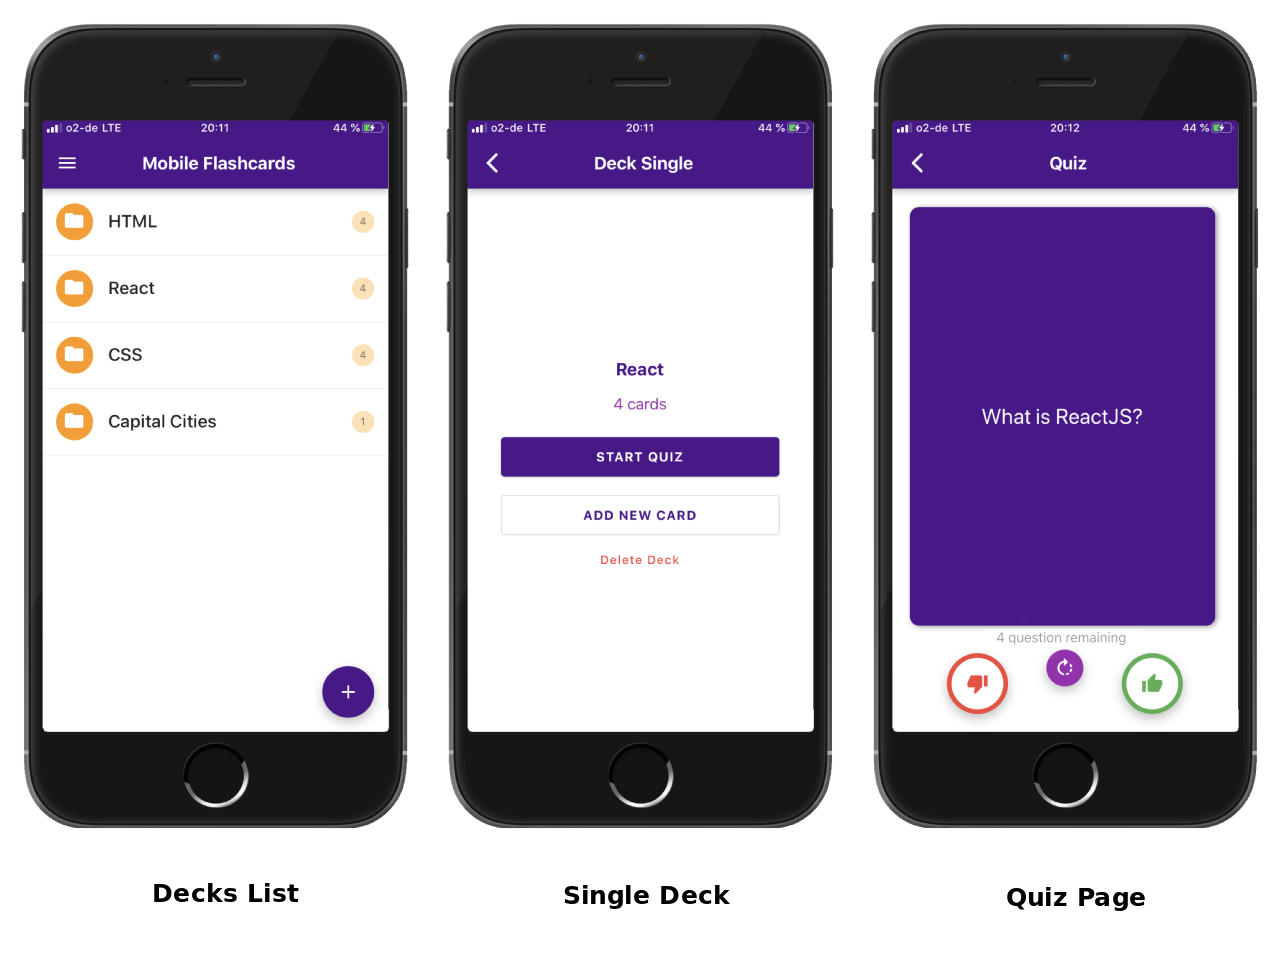 o2-de LTE 20:11 44 %
Mobile Flashcards
HTML 4
React 4
CSS 4
Capital Cities 1
+
Decks List
o2-de LTE 20:11 44 %
Deck Single
React
4 cards
START QUIZ
ADD NEW CARD
Delete Deck
Single Deck
o2-de LTE 20:12 44 %
Quiz
What is ReactJS?
4 question remaining
Quiz Page